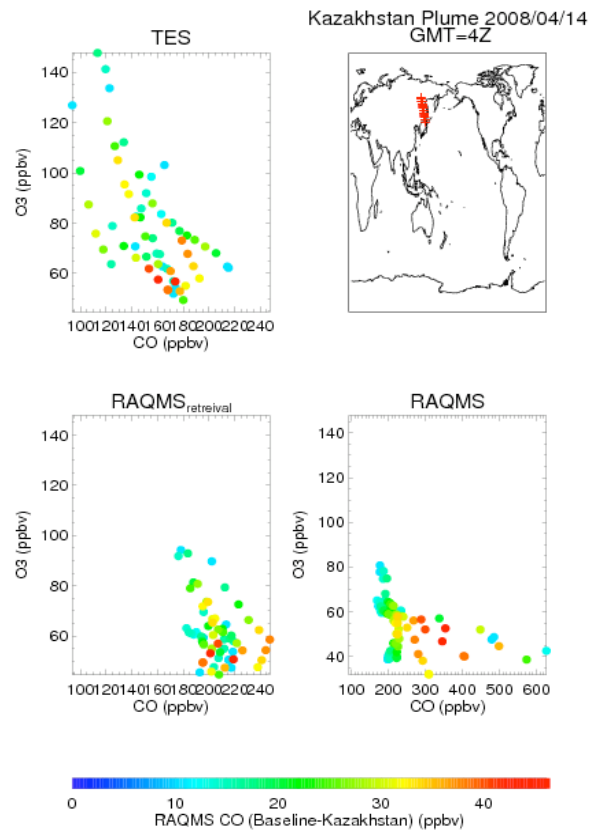 Kazakhstan Plume 2008/04/14
GMT=4Z
TES
140
120
100
80
60
O3 (ppbv)
100120140160180200220240
CO (ppbv)
RAQMSretreival
140
120
100
80
60
O3 (ppbv)
100120140160180200220240
CO (ppbv)
RAQMS
140
120
100
80
60
40
O3 (ppbv)
100 200 300 400 500 600
CO (ppbv)
0 10 20 30 40
RAQMS CO (Baseline-Kazakhstan) (ppbv)